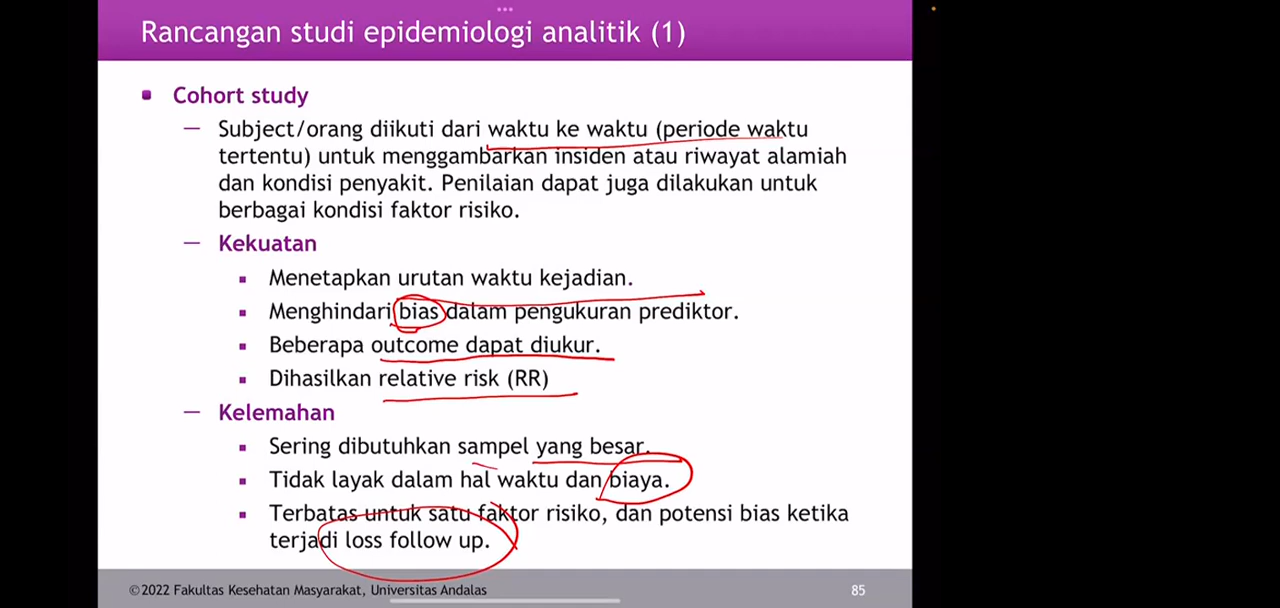 Rancangan studi epidemiologi analitik (1)
Cohort study
— Subject/orang diikuti dari waktu ke waktu (periode waktu
tertentu) untuk menggambarkan insiden atau riwayat alamiah
dan kondisi penyakit. Penilaian dapat juga dilakukan untuk
berbagai kondisi faktor risiko.
— Kekuatan
▪ Menetapkan urutan waktu kejadian.
▪ Menghindari bias dalam pengukuran prediktor.
▪ Beberapa outcome dapat diukur.
▪ Dihasilkan relative risk (RR)
— Kelemahan
▪ Sering dibutuhkan sampel yang besar.
▪ Tidak layak dalam hal waktu dan biaya.
▪ Terbatas untuk satu faktor risiko, dan potensi bias ketika
terjadi loss follow up.
©2022 Fakultas Kesehatan Masyarakat, Universitas Andalas 85